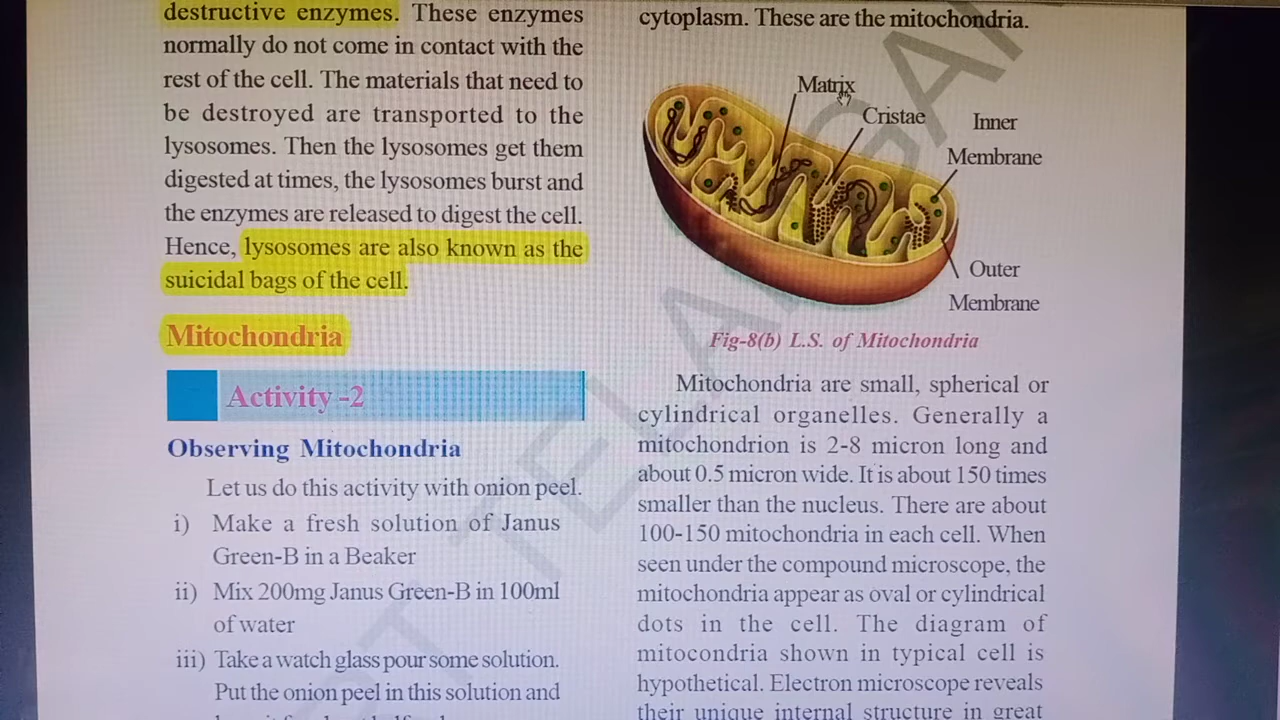 destructive enzymes. These enzymes
normally do not come in contact with the
rest of the cell. The materials that need to
be destroyed are transported to the
lysosomes. Then the lysosomes get them
digested at times, the lysosomes burst and
the enzymes are released to digest the cell.
Hence, lysosomes are also known as the
suicidal bags of the cell.
Mitochondria
Activity -2
Observing Mitochondria
Let us do this activity with onion peel.
i) Make a fresh solution of Janus
Green-B in a Beaker
ii) Mix 200mg Janus Green-B in 100ml
of water
iii) Take a watch glass pour some solution.
Put the onion peel in this solution and
cytoplasm. These are the mitochondria.
Matrix
Cristae
Inner
Membrane
Outer
Membrane
Fig-8(b) L.S. of Mitochondria
Mitochondria are small, spherical or
cylindrical organelles. Generally a
mitochondrion is 2-8 micron long and
about 0.5 micron wide. It is about 150 times
smaller than the nucleus. There are about
100-150 mitochondria in each cell. When
seen under the compound microscope, the
mitochondria appear as oval or cylindrical
dots in the cell. The diagram of
mitocondria shown in typical cell is
hypothetical. Electron microscope reveals
their unique internal structure in great